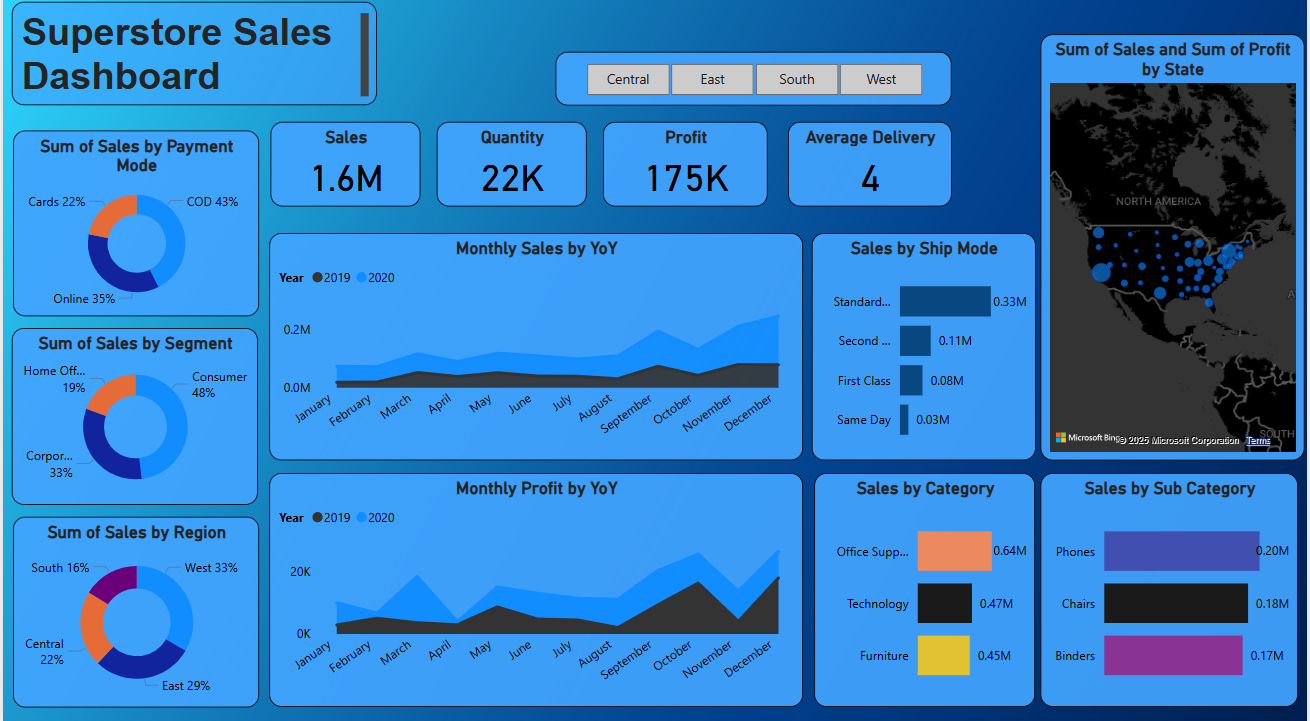 Superstore Sales
Dashboard
Central
East
South
West
Sum of Sales and Sum of Profit
by State
NORTH AMERICA
A
SOUTH
Microsoft Bing
© 2025 Microsoft Corporation
Terms
Sum of Sales by Payment
Mode
Cards 22%
COD 43%
Online 35%
Sales
1.6M
Quantity
22K
Profit
175K
Average Delivery
4
Monthly Sales by YoY
Year
2019
2020
0.2M
0.0M
January
February
March
April
May
June
July
August
September
October
November
December
Sales by Ship Mode
Standard...
0.33M
Second ...
0.11M
First Class
0.08M
Same Day
0.03M
Sum of Sales by Segment
Home Off...
19%
Consumer
48%
Corpor...
33%
Monthly Profit by YoY
Year
2019
2020
20K
0K
January
February
March
April
May
June
July
August
September
October
November
December
Sales by Category
Office Supp...
0.64M
Technology
0.47M
Furniture
0.45M
Sales by Sub Category
Phones
0.20M
Chairs
0.18M
Binders
0.17M
Sum of Sales by Region
South 16%
West 33%
Central
22%
East 29%